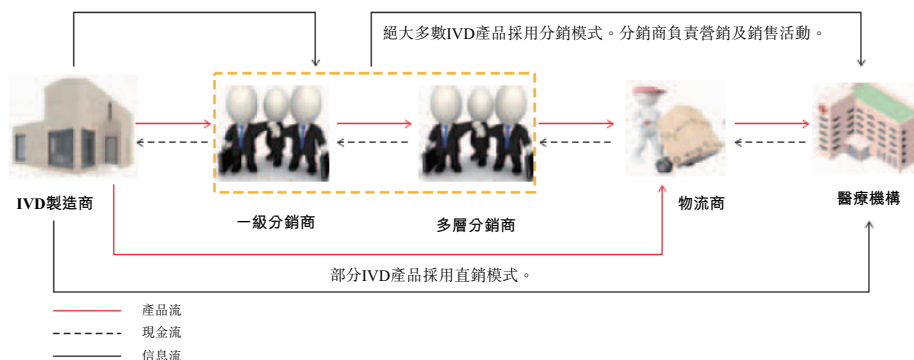 絕大多數IVD產品採用分銷模式。分銷商負責營銷及銷售活動。
IVD製造商
一級分銷商
多層分銷商
物流商
醫療機構
部分IVD產品採用直銷模式。
產品流
現金流
信息流